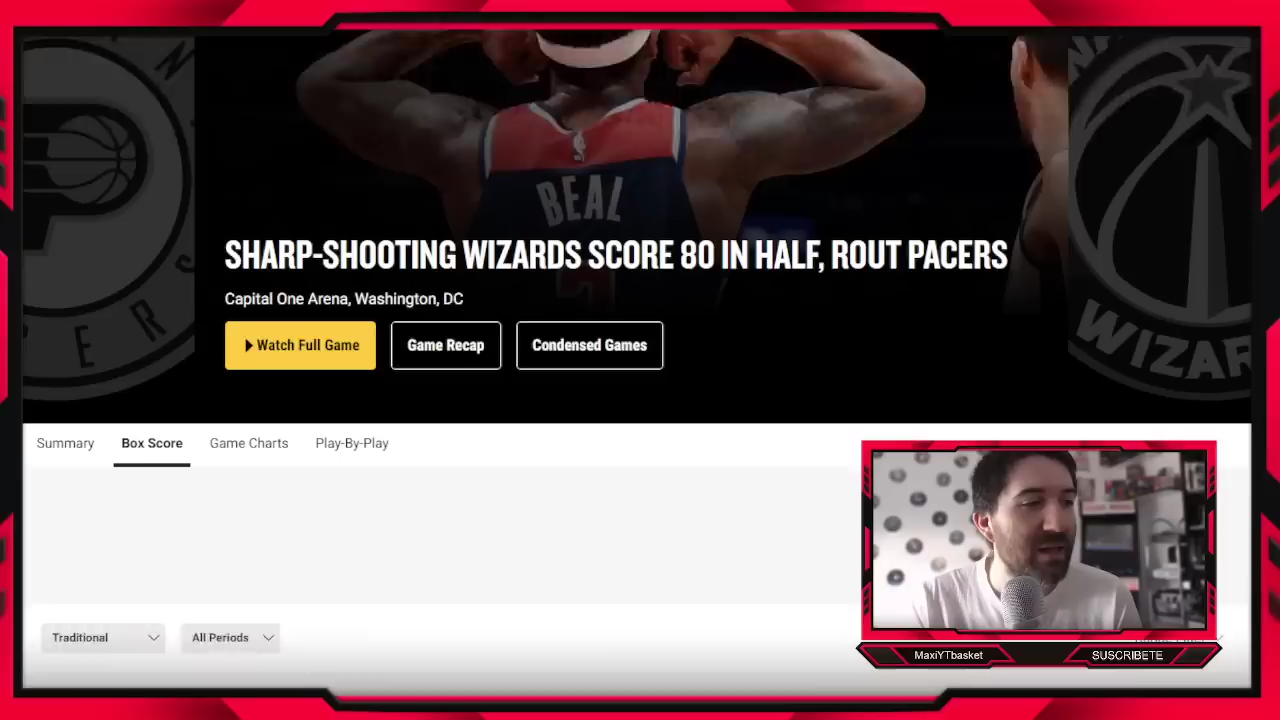 BEAL
SHARP-SHOOTING WIZARDS SCORE 80 IN HALF, ROUT PACERS
Capital One Arena, Washington, DC
Watch Full Game
Game Recap
Condensed Games
WIZAR
Summary
Box Score
Game Charts
Play-By-Play
Traditional
All Periods
MaxiYTbasket
SUSCRIBETE